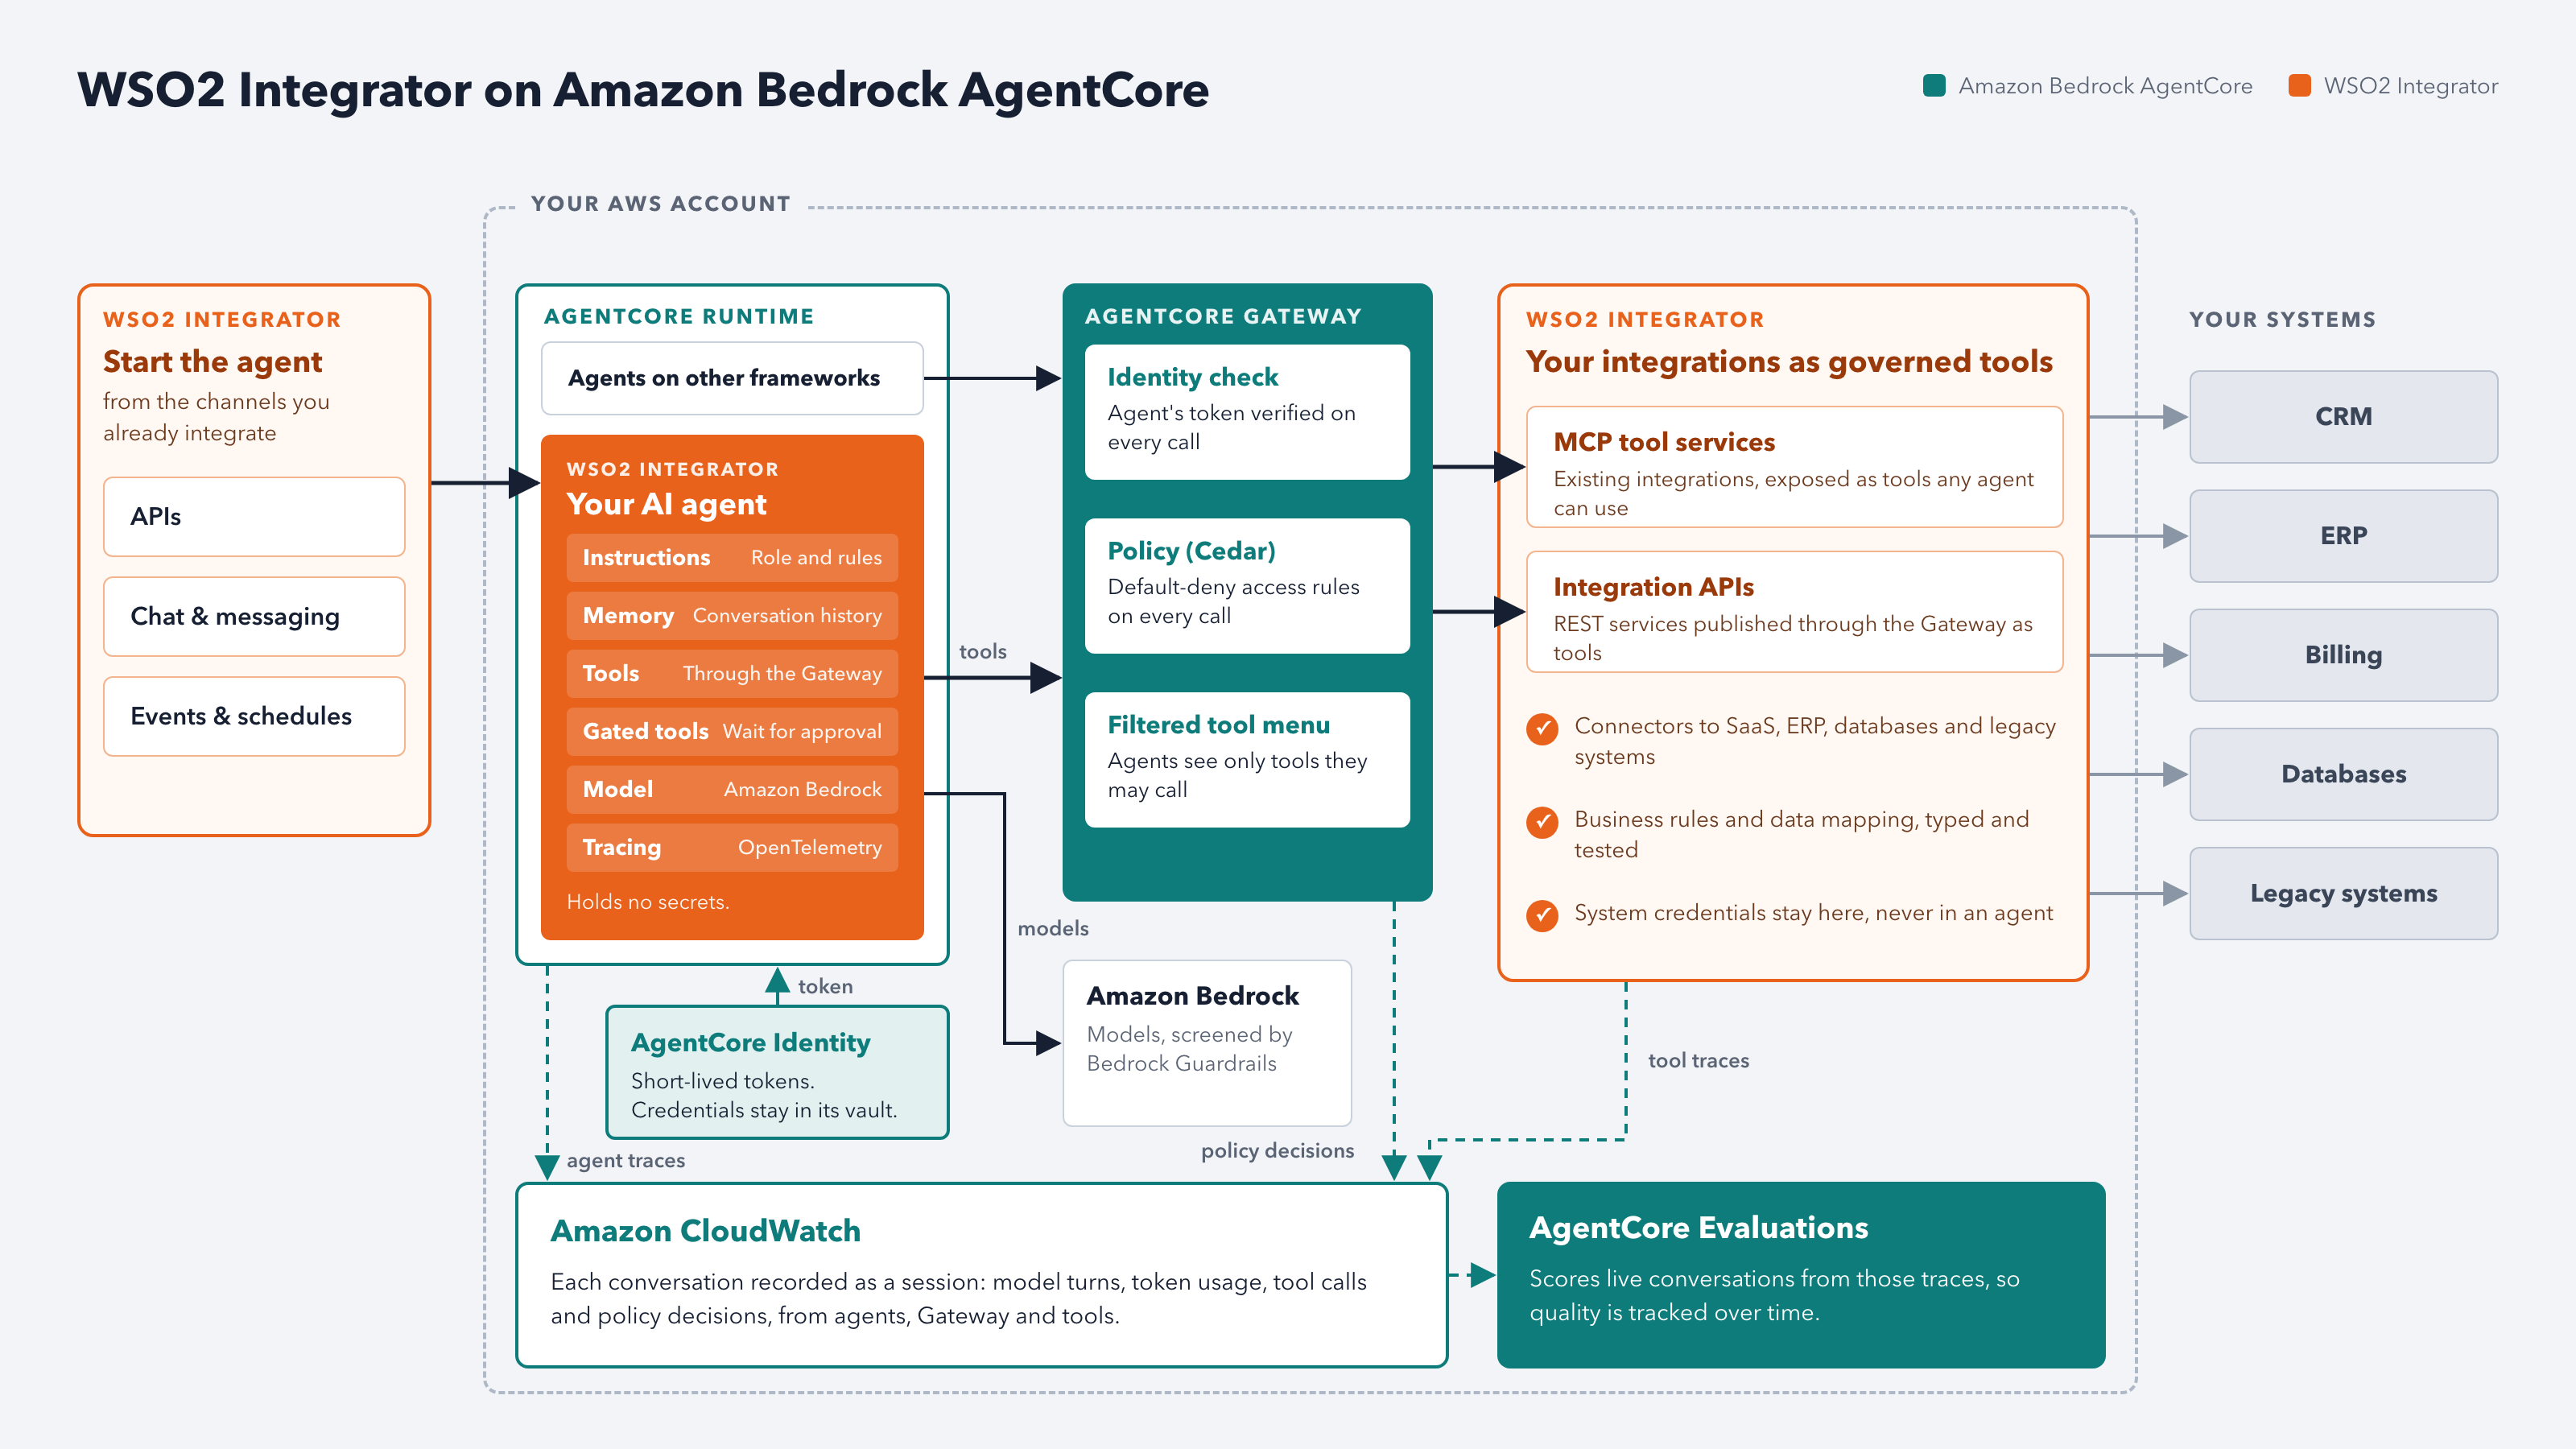 WSO2 Integrator on Amazon Bedrock AgentCore
Amazon Bedrock AgentCore
WSO2 Integrator
YOUR AWS ACCOUNT
WSO2 INTEGRATOR
Start the agent
from the channels you
already integrate
APIs
Chat & messaging
Events & schedules
AGENTCORE RUNTIME
Agents on other frameworks
WSO2 INTEGRATOR
Your AI agent
Instructions Role and rules
Memory Conversation history
Tools Through the Gateway
Gated tools Wait for approval
Model Amazon Bedrock
Tracing OpenTelemetry
Holds no secrets.
tools
models
token
AgentCore Identity
Short-lived tokens.
Credentials stay in its vault.
agent traces
AGENTCORE GATEWAY
Identity check
Agent's token verified on
every call
Policy (Cedar)
Default-deny access rules
on every call
Filtered tool menu
Agents see only tools they
may call
Amazon Bedrock
Models, screened by
Bedrock Guardrails
policy decisions
WSO2 INTEGRATOR
Your integrations as governed tools
MCP tool services
Existing integrations, exposed as tools any agent
can use
Integration APIs
REST services published through the Gateway as
tools
Connectors to SaaS, ERP, databases and legacy
systems
Business rules and data mapping, typed and
tested
System credentials stay here, never in an agent
tool traces
YOUR SYSTEMS
CRM
ERP
Billing
Databases
Legacy systems
Amazon CloudWatch
Each conversation recorded as a session: model turns, token usage, tool calls
and policy decisions, from agents, Gateway and tools.
AgentCore Evaluations
Scores live conversations from those traces, so
quality is tracked over time.